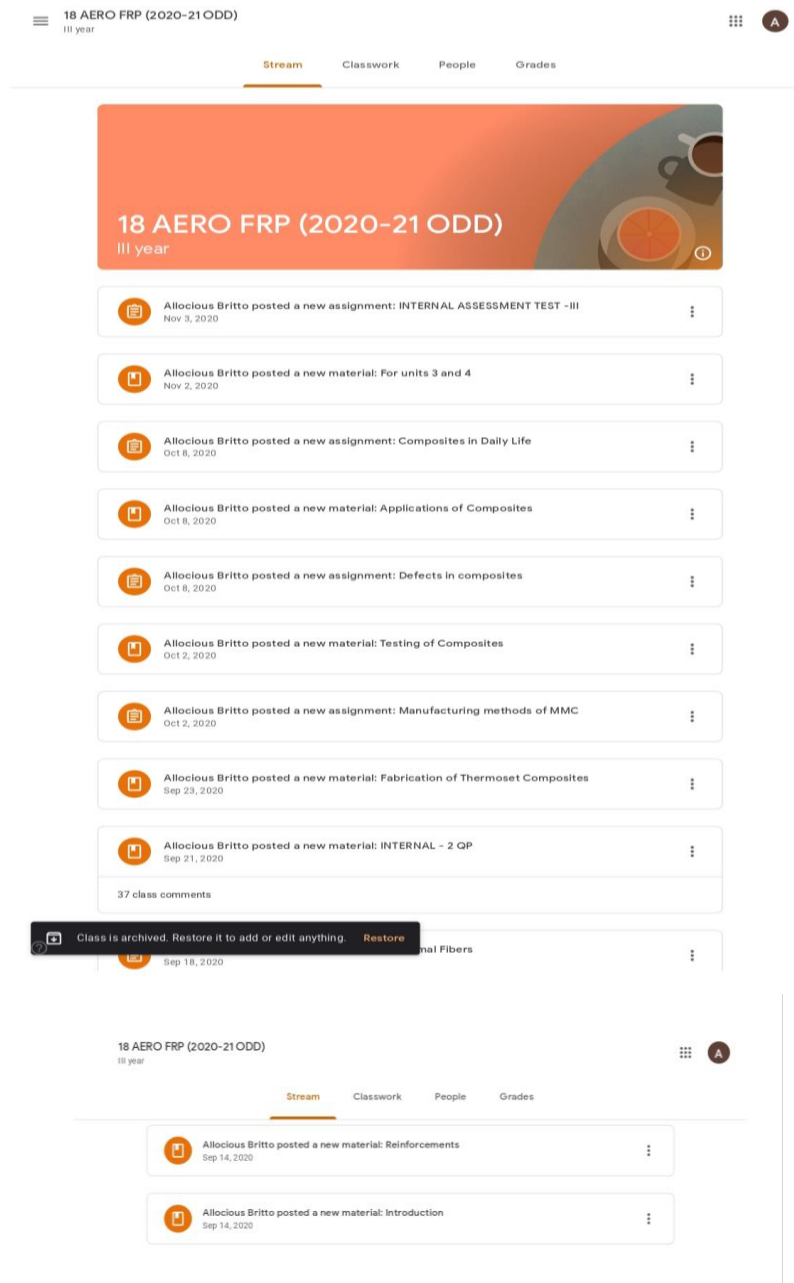 18 AERO FRP (2020-21 ODD)
III year
A
Stream Classwork People Grades
18 AERO FRP (2020-21 ODD)
III year
Allocious Britto posted a new assignment: INTERNAL ASSESSMENT TEST -III
Nov 3, 2020
Allocious Britto posted a new material: For units 3 and 4
Nov 2, 2020
Allocious Britto posted a new assignment: Composites in Daily Life
Oct 8, 2020
Allocious Britto posted a new material: Applications of Composites
Oct 8, 2020
Allocious Britto posted a new assignment: Defects in composites
Oct 8, 2020
Allocious Britto posted a new material: Testing of Composites
Oct 2, 2020
Allocious Britto posted a new assignment: Manufacturing methods of MMC
Oct 2, 2020
Allocious Britto posted a new material: Fabrication of Thermoset Composites
Sep 23, 2020
Allocious Britto posted a new material: INTERNAL - 2 QP
Sep 21, 2020
37 class comments
Class is archived. Restore it to add or edit anything. Restore
Fibers
Sep 18, 2020
18 AERO FRP (2020-21 ODD)
III year
A
Stream Classwork People Grades
Allocious Britto posted a new material: Reinforcements
Sep 14, 2020
Allocious Britto posted a new material: Introduction
Sep 14, 2020